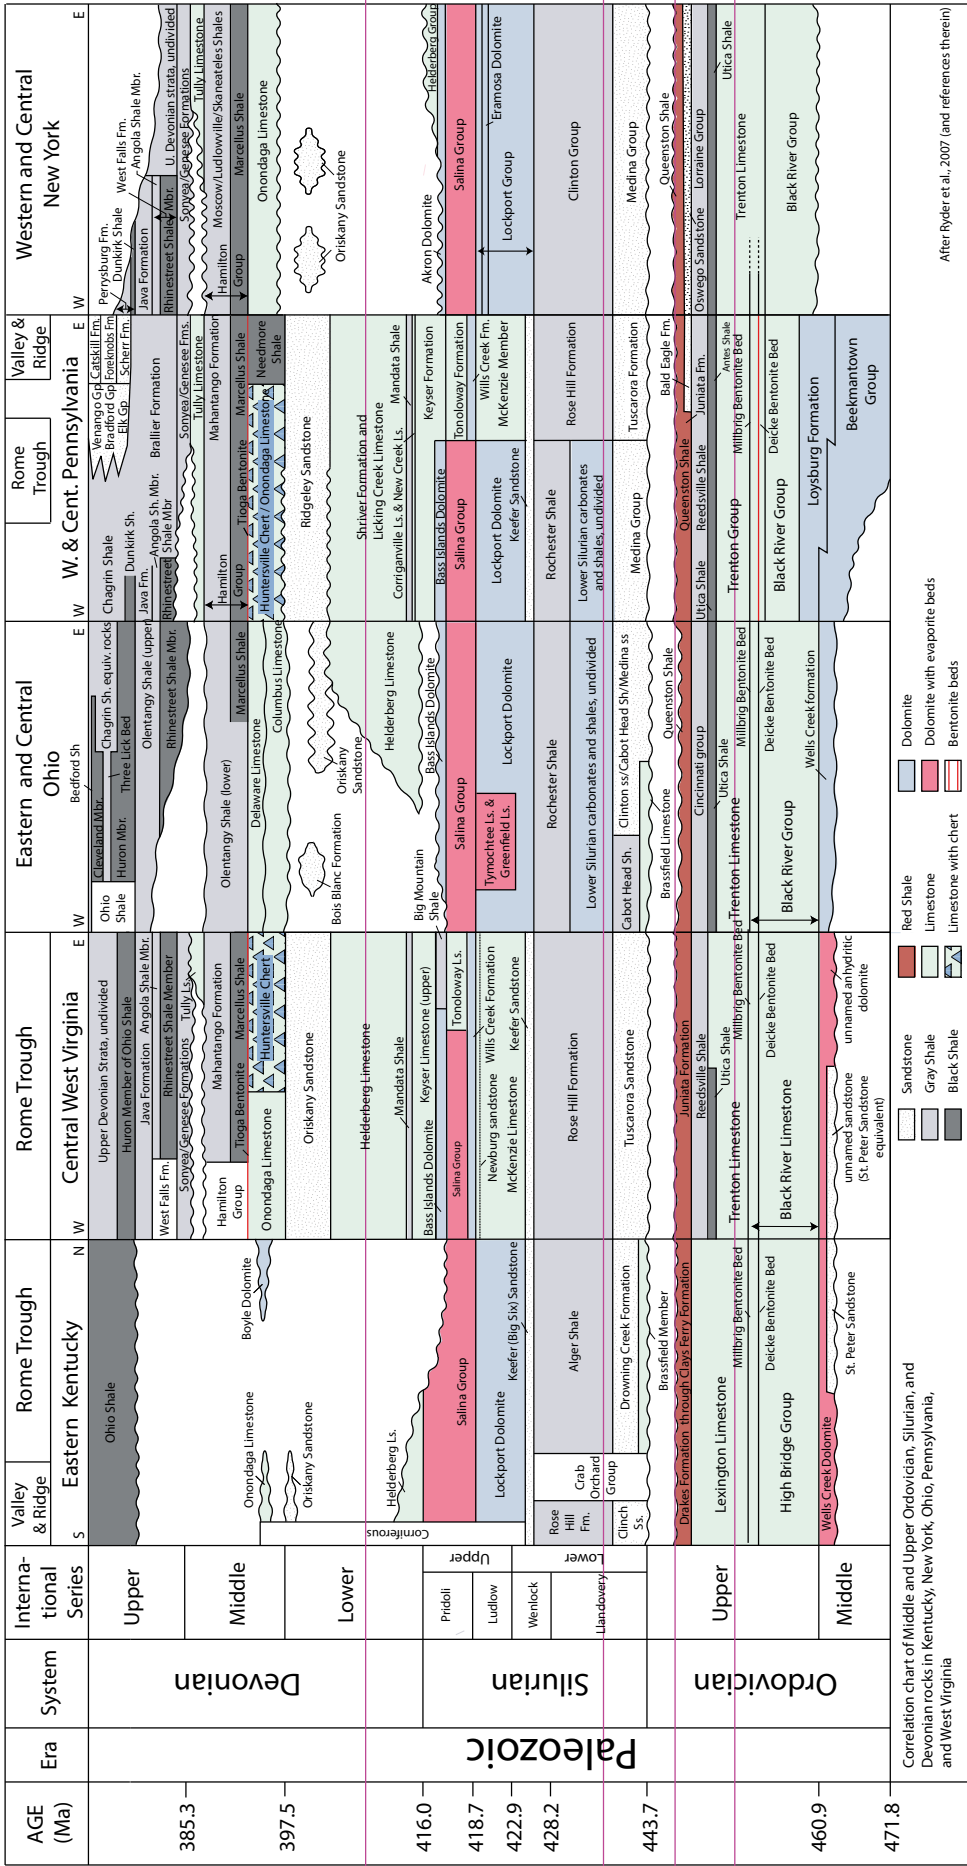 AGE
(Ma)
385.3
397.5
416.0
418.7
422.9
428.2
443.7
460.9
471.8
Era
Paleozoic
System
Devonian
Silurian
Ordovician
Interna-
tional
Series
Upper
Middle
Lower
Pridoli
Ludlow
Wenlock
Llandovery
Upper
Lower
Upper
Middle
Rome Trough
Valley
& Ridge
Eastern Kentucky
S
N
Ohio Shale
Boyle Dolomite
Onondaga Limestone
Oriskany Sandstone
Helderberg Ls.
Corniferous
Salina Group
Lockport Dolomite
Keefer (Big Six) Sandstone
Rose
Hill
Fm.
Crab
Orchard
Group
Alger Shale
Clinch
Ss.
Drowning Creek Formation
Brassfield Member
Drakes Formation through Clays Ferry Formation
Lexington Limestone
Millbrig Bentonite Bed
Deicke Bentonite Bed
High Bridge Group
Wells Creek Dolomite
St. Peter Sandstone
Rome Trough
Central West Virginia
W
E
Upper Devonian Strata, undivided
Huron Member of Ohio Shale
Java Formation
Angola Shale Mbr.
West Falls Fm.
Rhinestreet Shale Member
Sonyea/Genesee Formations
Tully Ls.
Hamilton
Group
Mahantango Formation
Tioga Bentonite
Marcellus Shale
Onondaga Limestone
Huntersville Chert
Oriskany Sandstone
Helderberg Limestone
Mandata Shale
Keyser Limestone (upper)
Bass Islands Dolomite
Salina Group
Tonoloway Ls.
Wills Creek Formation
Newburg sandstone
McKenzie Limestone
Keefer Sandstone
Rose Hill Formation
Tuscarora Sandstone
Juniata Formation
Reedsville Shale
Utica Shale
Trenton Limestone
Millbrig Bentonite Bed
Deicke Bentonite Bed
Black River Limestone
unnamed sandstone
(St. Peter Sandstone
equivalent)
unnamed anhydritic
dolomite
Eastern and Central
Ohio
W
E
Bedford Sh
Ohio
Shale
Cleveland Mbr.
Chagrin Sh. equiv. rocks
Huron Mbr.
Three Lick Bed
Olentangy Shale (upper)
Rhinestreet Shale Mbr.
Olentangy Shale (lower)
Marcellus Shale
Delaware Limestone
Columbus Limestone
Bois Blanc Formation
Oriskany
Sandstone
Helderberg Limestone
Big Mountain
Shale
Bass Islands Dolomite
Salina Group
Tymochtee Ls. &
Greenfield Ls.
Lockport Dolomite
Rochester Shale
Lower Silurian carbonates and shales, undivided
Cabot Head Sh.
Clinton ss/Cabot Head Sh/Medina ss
Brassfield Limestone
Queenston Shale
Cincinnati group
Utica Shale
Trenton Limestone
Millbrig Bentonite Bed
Deicke Bentonite Bed
Black River Group
Wells Creek formation
W. & Cent. Pennsylvania
Rome
Trough
Valley &
Ridge
W
W
E
E
Chagrin Shale
Dunkirk Sh.
Java Fm.
Angola Sh. Mbr.
Rhinestreet Shale Mbr
Venango Gp
Catskill Fm.
Bradford Gp
Foreknobs Fm.
Elk Gp
Scherr Fm.
Brallier Formation
Sonyea/Genesee Fms.
Tully Limestone
Hamilton
Group
Mahantango Formation
Tioga Bentonite
Marcellus Shale
Huntersville Chert / Onondaga Limestone
Needmore
Shale
Ridgeley Sandstone
Shriver Formation and
Licking Creek Limestone
Corriganville Ls. & New Creek Ls.
Mandata Shale
Keyser Formation
Bass Islands Dolomite
Salina Group
Tonoloway Formation
Wills Creek Fm.
Lockport Dolomite
McKenzie Member
Keefer Sandstone
Rochester Shale
Rose Hill Formation
Lower Silurian carbonates
and shales, undivided
Medina Group
Tuscarora Formation
Bald Eagle Fm.
Queenston Shale
Juniata Fm.
Utica Shale
Reedsville Shale
Antes Shale
Trenton Group
Millbrig Bentonite Bed
Deicke Bentonite Bed
Black River Group
Loysburg Formation
Beekmantown
Group
Western and Central
New York
W
E
Perrysburg Fm.
Dunkirk Shale
West Falls Fm.
Angola Shale Mbr.
Java Formation
Rhinestreet Shale Mbr.
U. Devonian strata, undivided
Sonyea/Genesee Formations
Tully Limestone
Hamilton
Group
Moscow/Ludlowville/Skaneateles Shales
Marcellus Shale
Onondaga Limestone
Oriskany Sandstone
Helderberg Group
Akron Dolomite
Salina Group
Eramosa Dolomite
Lockport Group
Clinton Group
Medina Group
Queenston Shale
Oswego Sandstone
Lorraine Group
Utica Shale
Trenton Limestone
Black River Group
Correlation chart of Middle and Upper Ordovician, Silurian, and
Devonian rocks in Kentucky, New York, Ohio, Pennsylvania,
and West Virginia
Sandstone
Gray Shale
Black Shale
Red Shale
Limestone
Limestone with chert
Dolomite
Dolomite with evaporite beds
Bentonite beds
After Ryder et al., 2007 (and references therein)